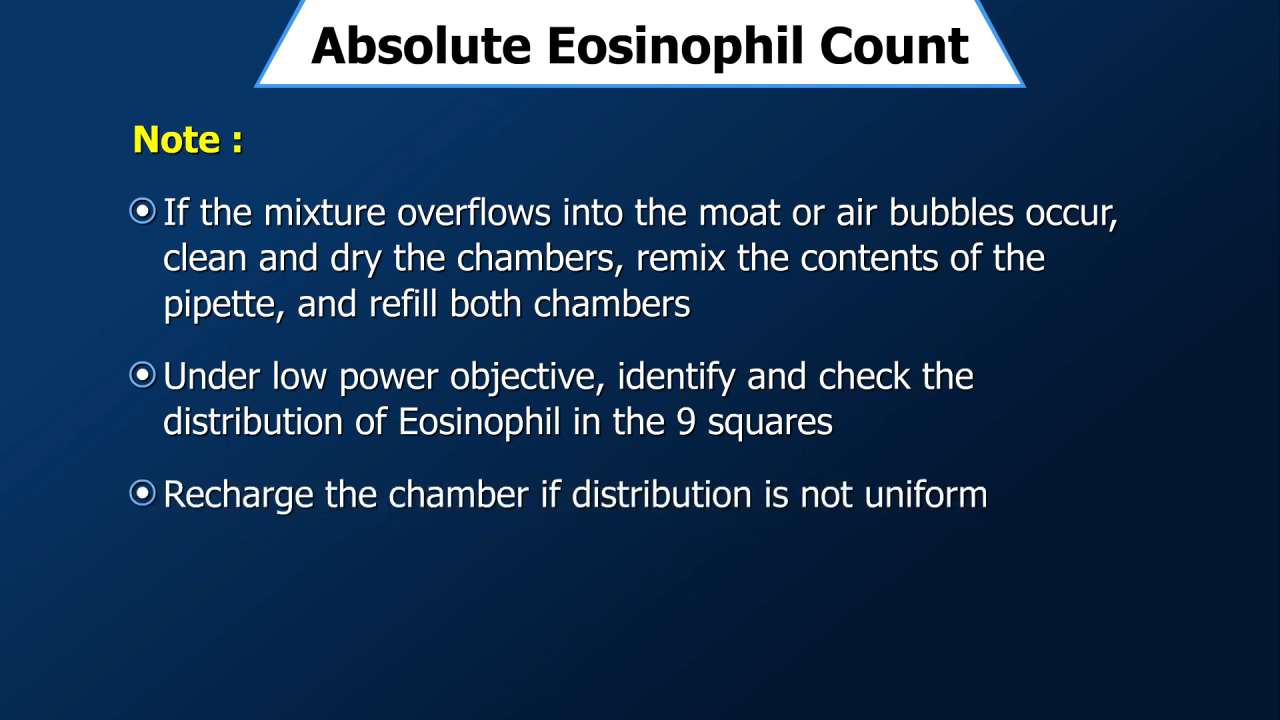 Absolute Eosinophil Count
Note :
If the mixture overflows into the moat or air bubbles occur,
clean and dry the chambers, remix the contents of the
pipette, and refill both chambers
Under low power objective, identify and check the
distribution of Eosinophil in the 9 squares
Recharge the chamber if distribution is not uniform